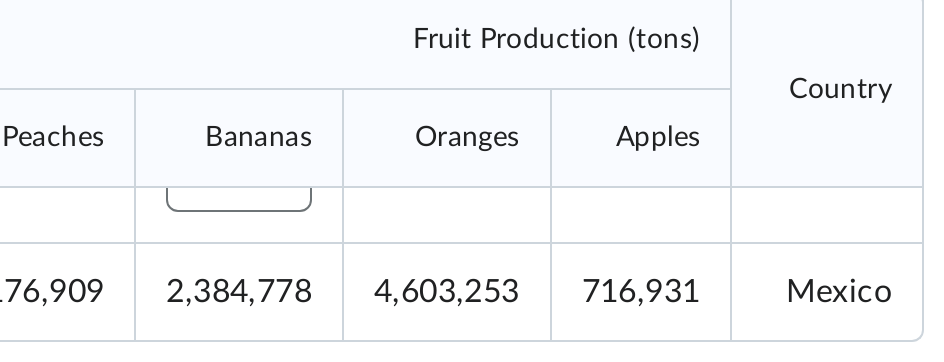 Fruit Production (tons)
Country
Peaches Bananas Oranges Apples
2,384,778 4,603,253 716,931 Mexico